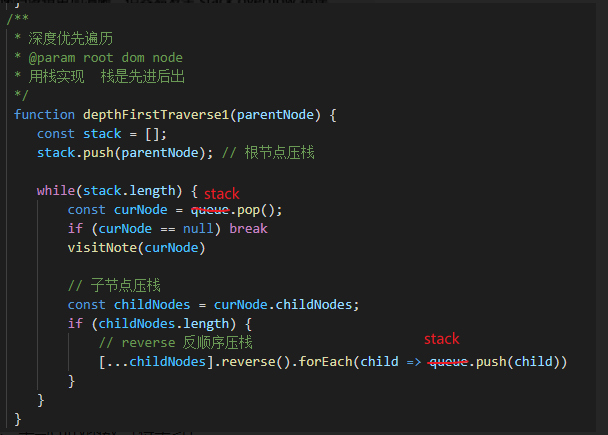 }
/**
* 深度优先遍历
* @param root dom node
* 用栈实现  栈是先进后出
*/
function depthFirstTraverse1(parentNode) {
const stack = [];
stack.push(parentNode); // 根节点压栈
while(stack.length) {
stack
const curNode = queue.pop();
if (curNode == null) break
visitNote(curNode)
// 子节点压栈
const childNodes = curNode.childNodes;
if (childNodes.length) {
// reverse 反顺序压栈
stack
[...childNodes].reverse().forEach(child => queue.push(child))
}
}
}